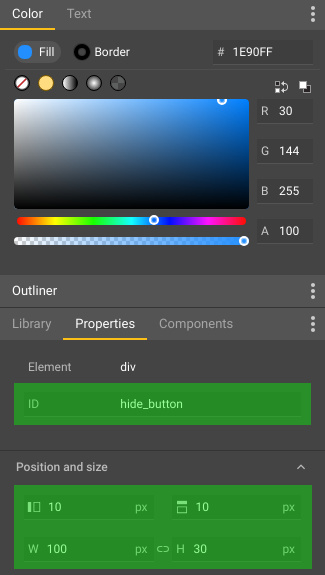 Color Text
Fill Border # 1E90FF
R 30
G 144
B 255
A 100
Outliner
Library Properties Components
Element div
ID hide_button
Position and size
10 px 10 px
W 100 px H 30 px